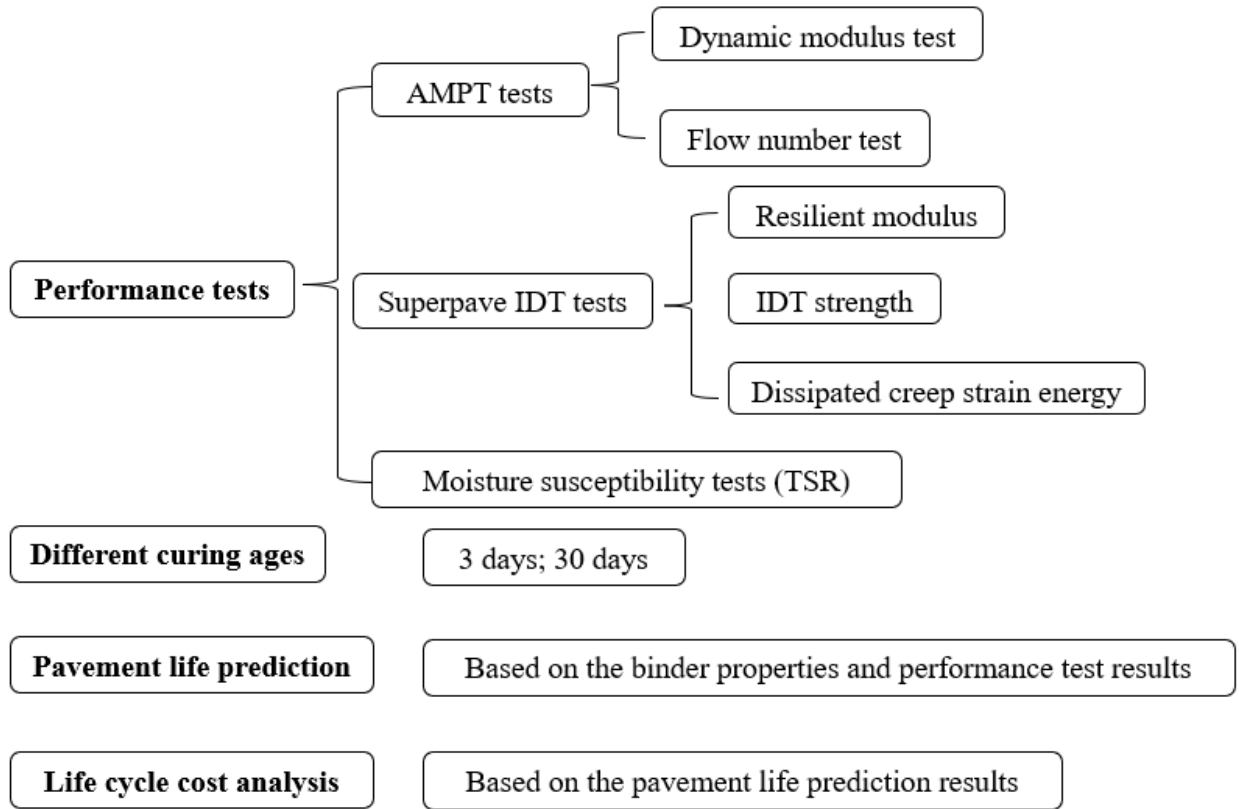 Dynamic modulus test
AMPT tests
Flow number test
Resilient modulus
Performance tests
Superpave IDT tests
IDT strength
Dissipated creep strain energy
Moisture susceptibility tests (TSR)
Different curing ages
3 days; 30 days
Pavement life prediction
Based on the binder properties and performance test results
Life cycle cost analysis
Based on the pavement life prediction results